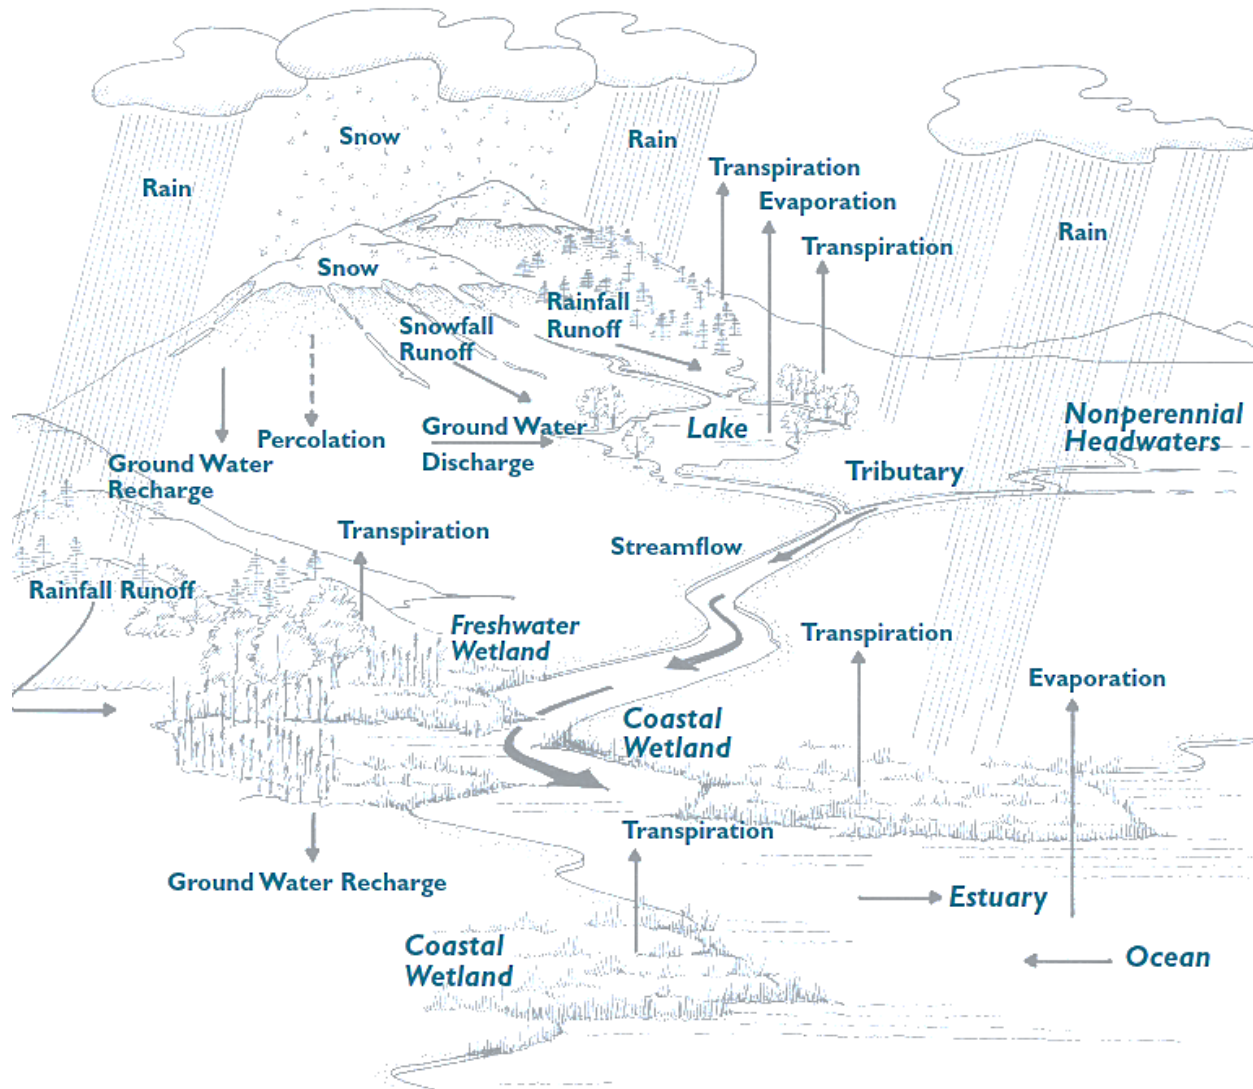 Snow
Rain
Rain
Transpiration
Evaporation
Rain
Transpiration
Snow
Rainfall
Runoff
Snowfall
Runoff
Nonperennial
Headwaters
Ground Water
Discharge
Lake
Percolation
Ground Water
Recharge
Tributary
Transpiration
Streamflow
Rainfall Runoff
Freshwater
Wetland
Transpiration
Evaporation
Coastal
Wetland
Transpiration
Ground Water Recharge
Estuary
Coastal
Wetland
Ocean